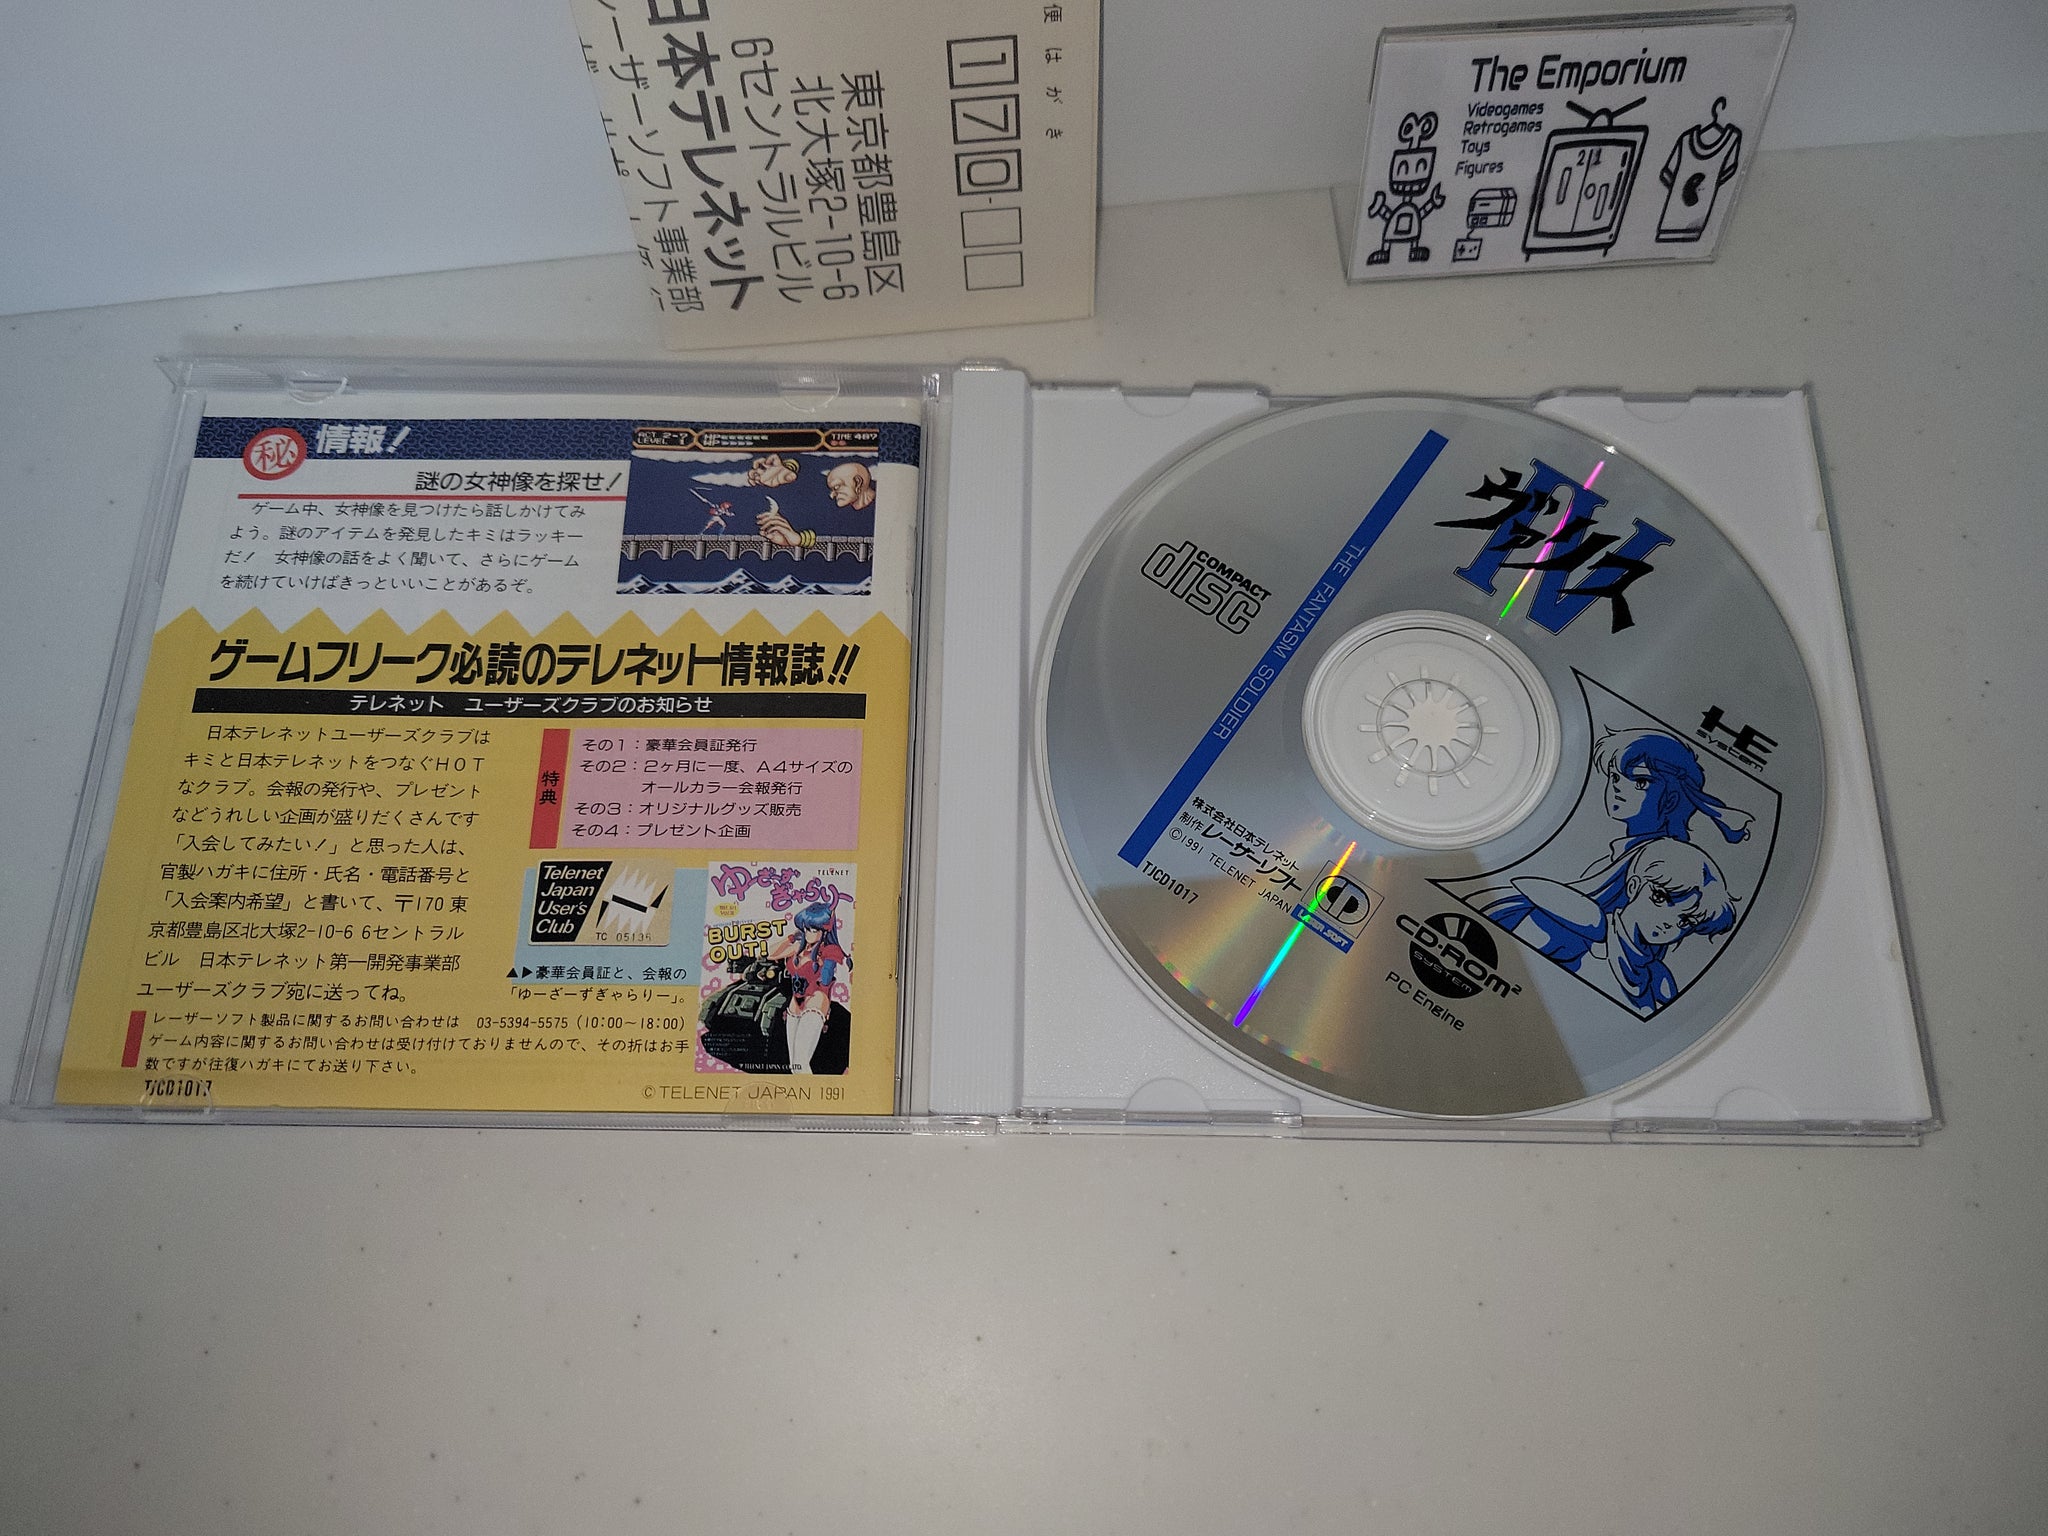 便はがき
170-
東京都豊島区
北大塚2-10-6
6セントラルビル
日本テレネット
レーザーソフト事業部
The Emporium
Videogames
Retrogames
Toys
Figures
21
秘 情報!
謎の女神像を探せ!
ゲーム中、女神像を見つけたら話しかけてみ
よう。謎のアイテムを発見したキミはラッキー
だ! 女神像の話をよく聞いて、さらにゲーム
を続けていけばきっといいことがあるぞ。
ACT 2-7
LEVEL 1
HP
WP
TIME 487
ゲームフリーク必読のテレネット情報誌!!
テレネット ユーザーズクラブのお知らせ
日本テレネットユーザーズクラブは
キミと日本テレネットをつなぐHOT
なクラブ。会報の発行や、プレゼント
などうれしい企画が盛りだくさんです
「入会してみたい!」と思った人は、
官製ハガキに住所・氏名・電話番号と
「入会案内希望」と書いて、〒170 東
京都豊島区北大塚2-10-6 6セントラル
ビル 日本テレネット第一開発事業部
ユーザーズクラブ宛に送ってね。
特典
その1:豪華会員証発行
その2:2ヶ月に一度、A4サイズの
オールカラー会報発行
その3:オリジナルグッズ販売
その4:プレゼント企画
Telenet
Japan
User's
Club
TC 05136
ゆーざーずぎゃらりー
TELENET
BURST
OUT!
TELENET JAPAN CO.,LTD.
▲▶豪華会員証と、会報の
「ゆーざーずぎゃらりー」。
レーザーソフト製品に関するお問い合わせは 03-5394-5575(10:00〜18:00)
ゲーム内容に関するお問い合わせは受け付けておりませんので、その折はお手
数ですが往復ハガキにてお送り下さい。
TJCD1017
© TELENET JAPAN 1991
COMPACT
disc
THE FANTASM SOLDIER
ヴァリス
IV
HE
SYSTEM
株式会社日本テレネット
制作 レーザーソフト
©1991 TELENET JAPAN
TJCD1017
LASER SOFT
CD-ROM²
SYSTEM
PC Engine